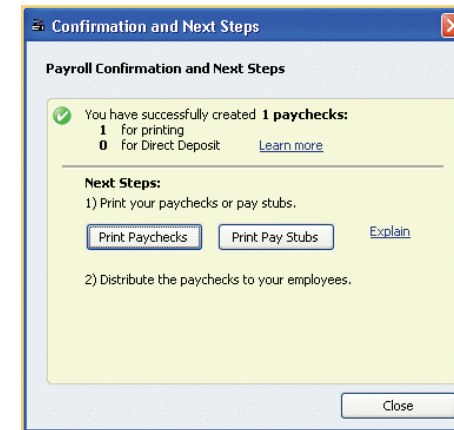 Confirmation and Next Steps
Payroll Confirmation and Next Steps
You have successfully created 1 paychecks:
1 for printing
0 for Direct Deposit Learn more
Next Steps:
1) Print your paychecks or pay stubs.
Print Paychecks Print Pay Stubs Explain
2) Distribute the paychecks to your employees.
Close